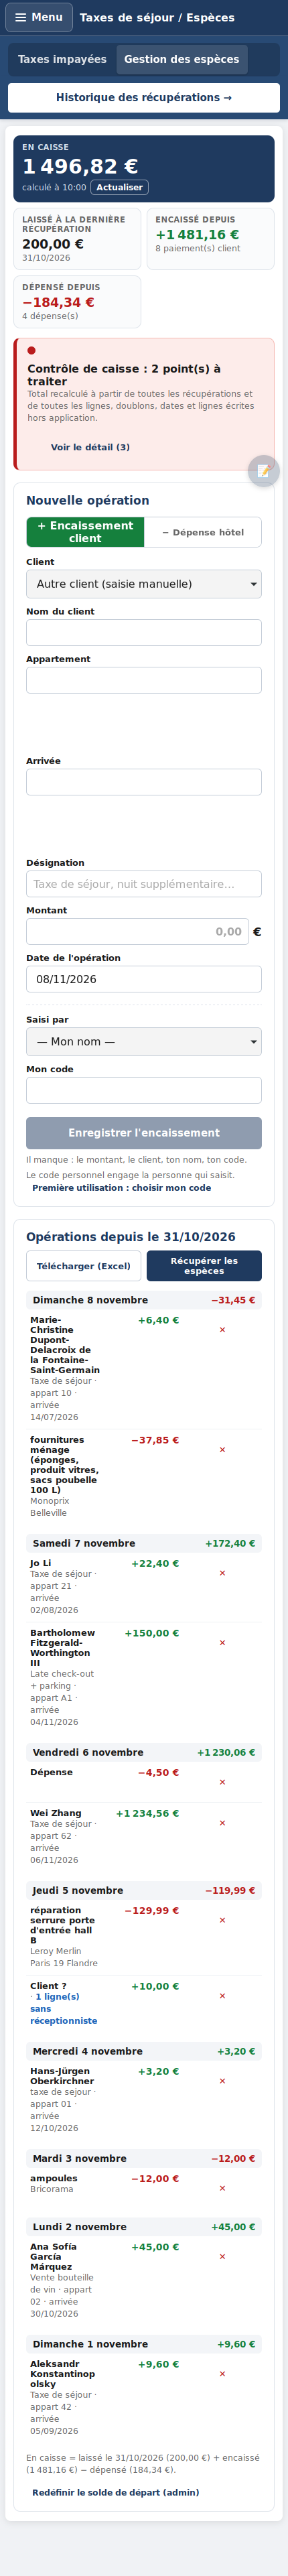 Menu
Taxes de séjour / Espèces
Taxes impayées
Gestion des espèces
Historique des récupérations →
EN CAISSE
1 496,82 €
calculé à 10:00 Actualiser
LAISSÉ À LA DERNIÈRE
RÉCUPÉRATION
200,00 €
31/10/2026
ENCAISSÉ DEPUIS
+1 481,16 €
8 paiement(s) client
DÉPENSÉ DEPUIS
−184,34 €
4 dépense(s)
Contrôle de caisse : 2 point(s) à
traiter
Total recalculé à partir de toutes les récupérations et
de toutes les lignes, doublons, dates et lignes écrites
hors application.
Voir le détail (3)
Nouvelle opération
+ Encaissement
client
− Dépense hôtel
Client
Autre client (saisie manuelle)
Nom du client
Appartement
Arrivée
Désignation
Taxe de séjour, nuit supplémentaire…
Montant
0,00 €
Date de l'opération
08/11/2026
Saisi par
— Mon nom —
Mon code
Enregistrer l'encaissement
Il manque : le montant, le client, ton nom, ton code.
Le code personnel engage la personne qui saisit.
Première utilisation : choisir mon code
Opérations depuis le 31/10/2026
Télécharger (Excel)
Récupérer les
espèces
Dimanche 8 novembre −31,45 €
Marie-
Christine
Dupont-
Delacroix de
la Fontaine-
Saint-Germain
+6,40 € ×
Taxe de séjour ·
appart 10 ·
arrivée
14/07/2026
fournitures
ménage
(éponges,
produit vitres,
sacs poubelle
100 L)
−37,85 € ×
Monoprix
Belleville
Samedi 7 novembre +172,40 €
Jo Li +22,40 € ×
Taxe de séjour ·
appart 21 ·
arrivée
02/08/2026
Bartholomew
Fitzgerald-
Worthington
III
+150,00 € ×
Late check-out
+ parking ·
appart A1 ·
arrivée
04/11/2026
Vendredi 6 novembre +1 230,06 €
Dépense −4,50 € ×
Wei Zhang +1 234,56 € ×
Taxe de séjour ·
appart 62 ·
arrivée
06/11/2026
Jeudi 5 novembre −119,99 €
réparation
serrure porte
d'entrée hall
B
−129,99 € ×
Leroy Merlin
Paris 19 Flandre
Client ? +10,00 € ×
· 1 ligne(s)
sans
réceptionniste
Mercredi 4 novembre +3,20 €
Hans-Jürgen
Oberkirchner
+3,20 € ×
taxe de sejour ·
appart 01 ·
arrivée
12/10/2026
Mardi 3 novembre −12,00 €
ampoules −12,00 € ×
Bricorama
Lundi 2 novembre +45,00 €
Ana Sofía
García
Márquez
+45,00 € ×
Vente bouteille
de vin · appart
02 · arrivée
30/10/2026
Dimanche 1 novembre +9,60 €
Aleksandr
Konstantinop
olsky
+9,60 € ×
Taxe de séjour ·
appart 42 ·
arrivée
05/09/2026
En caisse = laissé le 31/10/2026 (200,00 €) + encaissé
(1 481,16 €) − dépensé (184,34 €).
Redéfinir le solde de départ (admin)